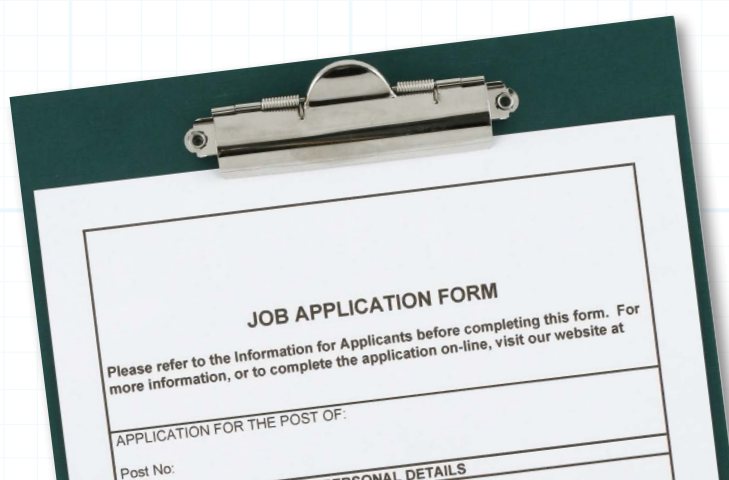 JOB APPLICATION FORM
Please refer to the Information for Applicants before completing this form. For
more information, or to complete the application on-line, visit our website at
APPLICATION FOR THE POST OF:
Post No:
PERSONAL DETAILS